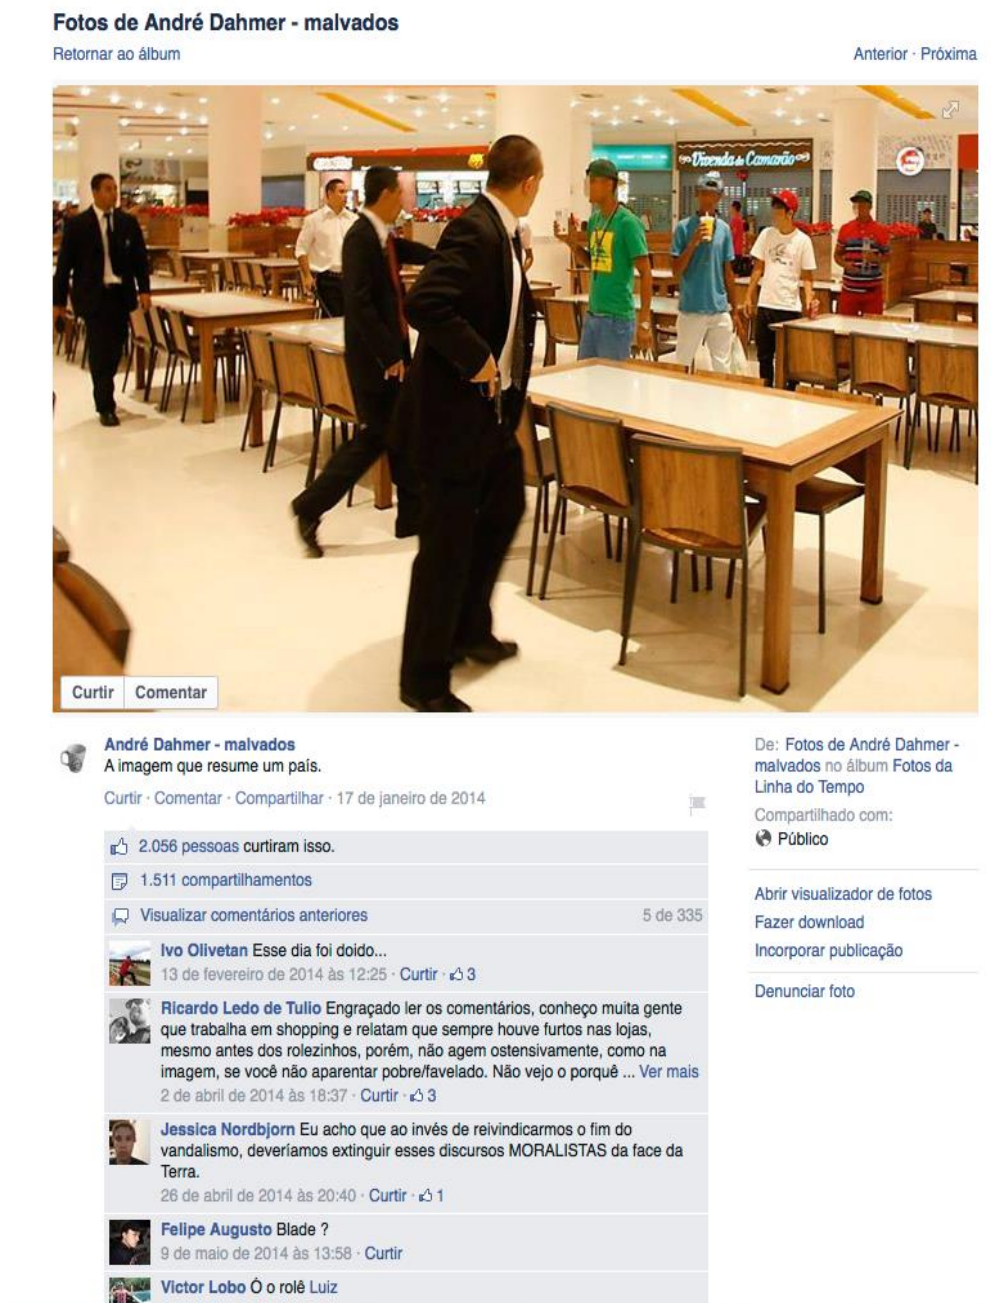 Fotos de André Dahmer - malvados
Retornar ao álbum
Anterior · Próxima
Vivenda do Camarão
Curtir
Comentar
André Dahmer - malvados
A imagem que resume um país.
Curtir · Comentar · Compartilhar · 17 de janeiro de 2014
2.056 pessoas curtiram isso.
1.511 compartilhamentos
Visualizar comentários anteriores
5 de 335
Ivo Olivetan Esse dia foi doido...
13 de fevereiro de 2014 às 12:25 · Curtir · 3
Ricardo Ledo de Tulio Engraçado ler os comentários, conheço muita gente
que trabalha em shopping e relatam que sempre houve furtos nas lojas,
mesmo antes dos rolezinhos, porém, não agem ostensivamente, como na
imagem, se você não aparentar pobre/favelado. Não vejo o porquê ... Ver mais
2 de abril de 2014 às 18:37 · Curtir · 3
Jessica Nordbjorn Eu acho que ao invés de reivindicarmos o fim do
vandalismo, deveríamos extinguir esses discursos MORALISTAS da face da
Terra.
26 de abril de 2014 às 20:40 · Curtir · 1
Felipe Augusto Blade ?
9 de maio de 2014 às 13:58 · Curtir
Victor Lobo Ó o rolê Luiz
De: Fotos de André Dahmer -
malvados no álbum Fotos da
Linha do Tempo
Compartilhado com:
Público
Abrir visualizador de fotos
Fazer download
Incorporar publicação
Denunciar foto